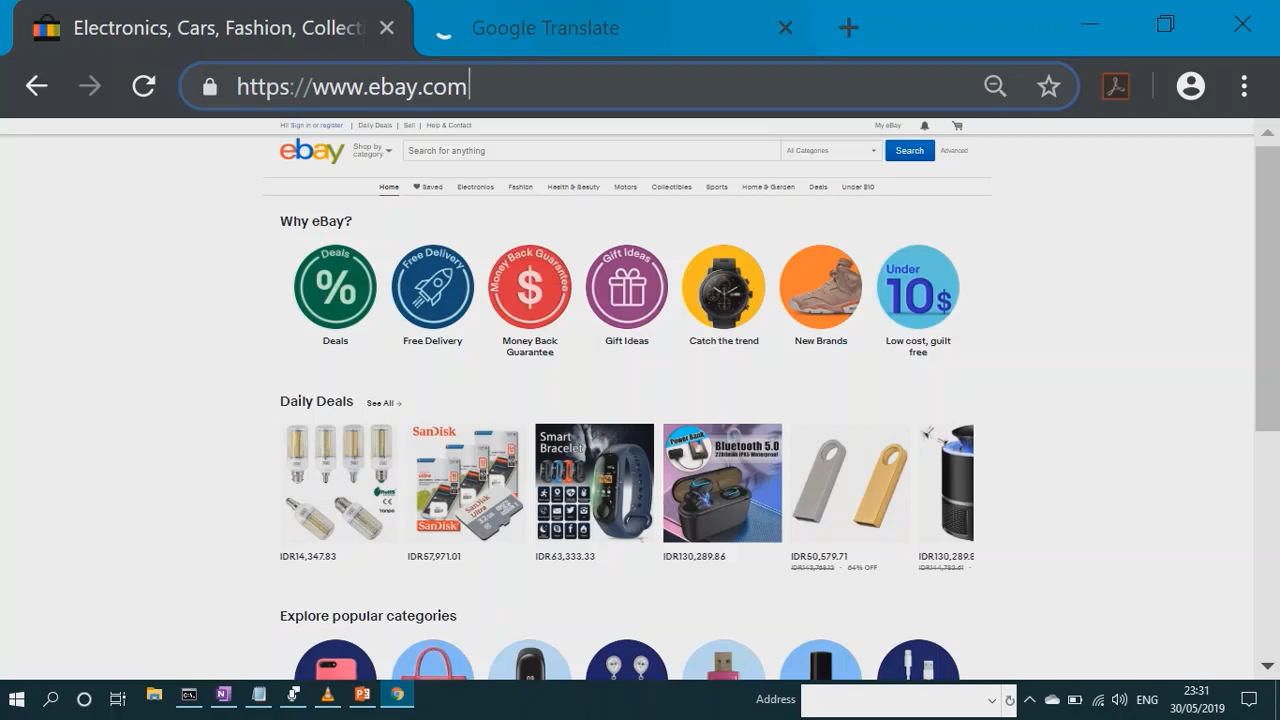 Electronics, Cars, Fashion, Collecti
Google Translate
https://www.ebay.com
Hi! Sign in or register | Daily Deals | Sell | Help & Contact
My eBay
ebay
Shop by category
Search for anything
All Categories
Search
Advanced
Home Saved Electronics Fashion Health & Beauty Motors Collectibles Sports Home & Garden Deals Under $10
Why eBay?
Deals
%
Free Delivery
Money Back Guarantee
$
Gift Ideas
Under
10$
Deals
Free Delivery
Money Back
Guarantee
Gift Ideas
Catch the trend
New Brands
Low cost, guilt
free
Daily Deals See All →
SanDisk
SanDisk
Ultra
Smart
Bracelet
Power Bank
Bluetooth 5.0
IDR14,347.83
IDR57,971.01
IDR63,333.33
IDR130,289.86
IDR50,579.71
64% OFF
IDR130,289.8
Explore popular categories
Address
ENG
23:31
30/05/2019